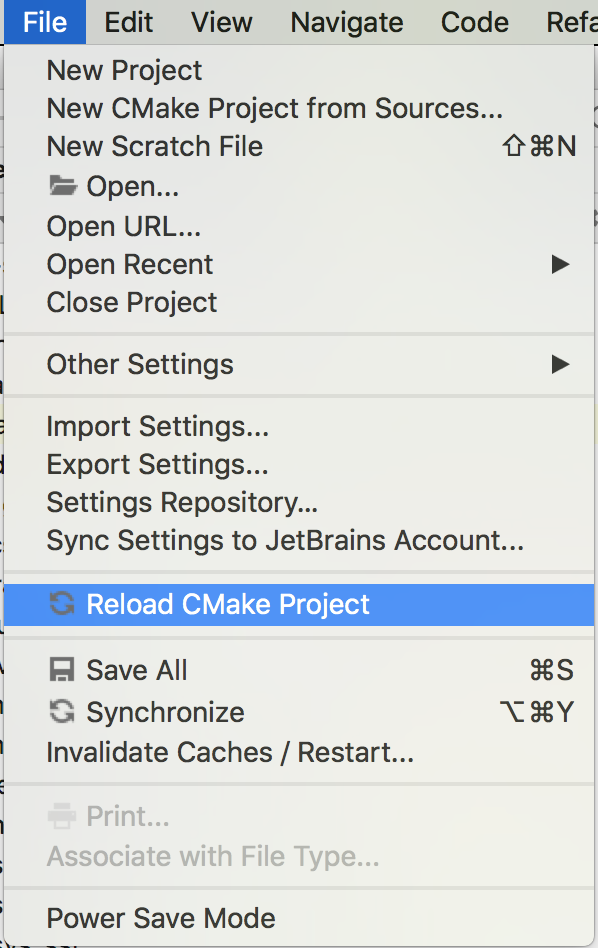 File Edit View Navigate Code Refa
New Project
New CMake Project from Sources...
New Scratch File ⇧⌘N
Open...
Open URL...
Open Recent ▶
Close Project
Other Settings ▶
Import Settings...
Export Settings...
Settings Repository...
Sync Settings to JetBrains Account...
Reload CMake Project
Save All ⌘S
Synchronize ⌥⌘Y
Invalidate Caches / Restart...
Print...
Associate with File Type...
Power Save Mode